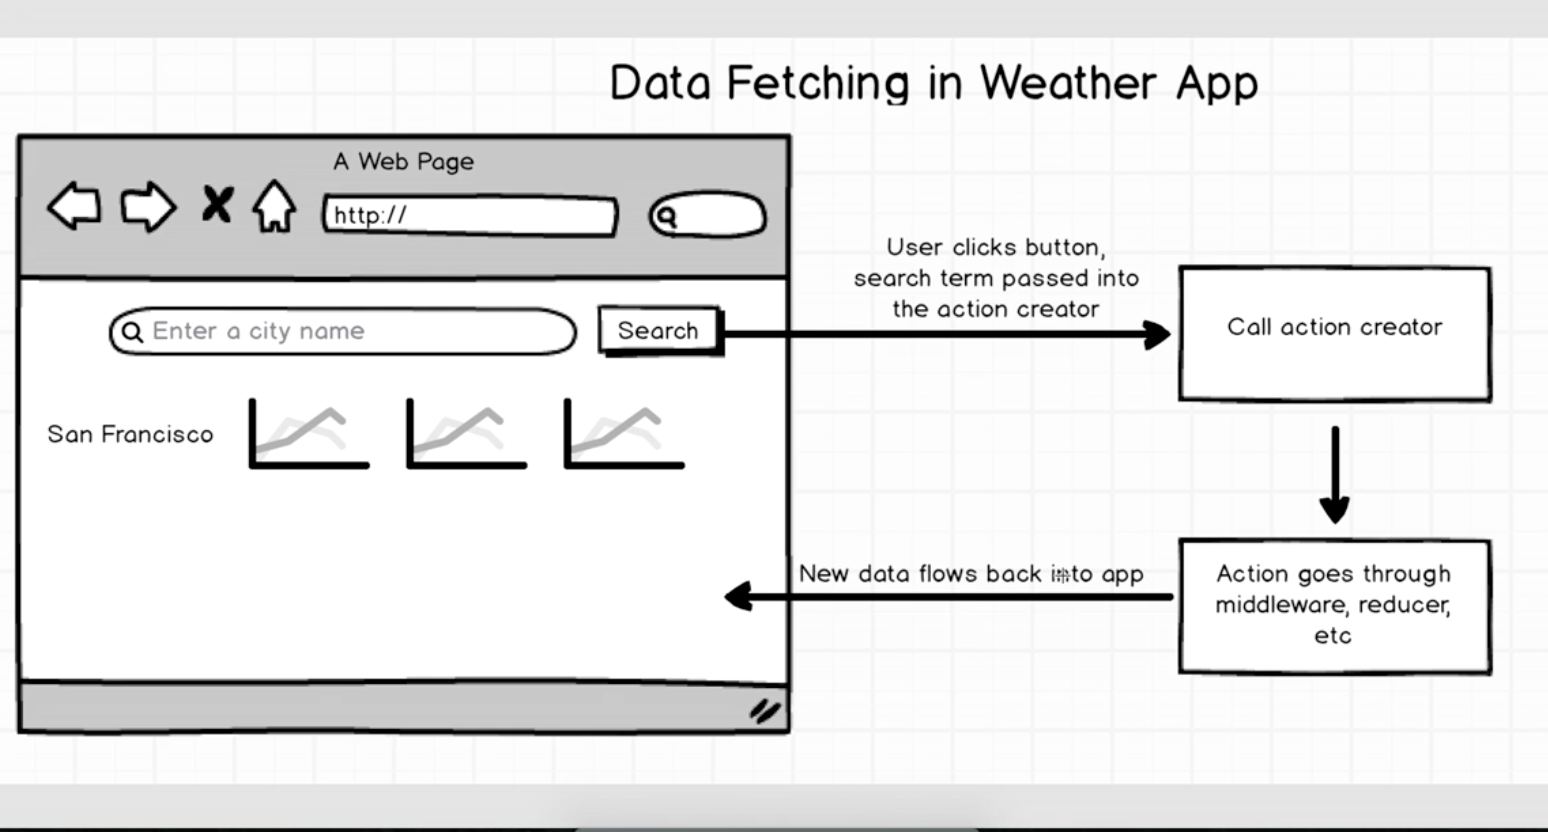 Data Fetching in Weather App
A Web Page
http://
Enter a city name
Search
San Francisco
User clicks button,
search term passed into
the action creator
Call action creator
Action goes through
middleware, reducer,
etc
New data flows back into app